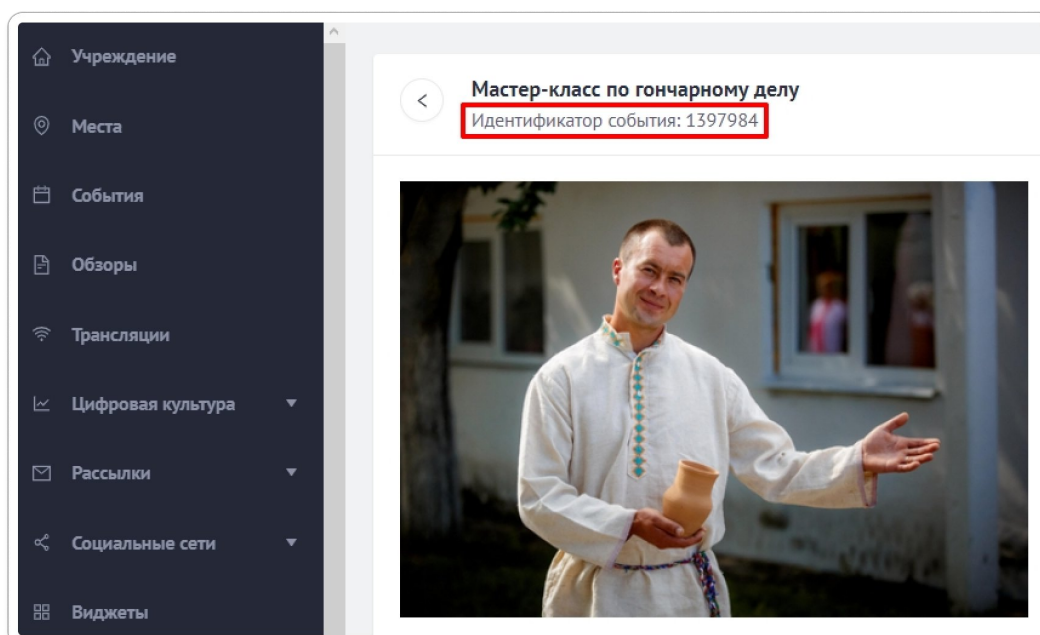 Учреждение
Места
События
Обзоры
Трансляции
Цифровая культура
Рассылки
Социальные сети
Виджеты
Мастер-класс по гончарному делу
Идентификатор события: 1397984